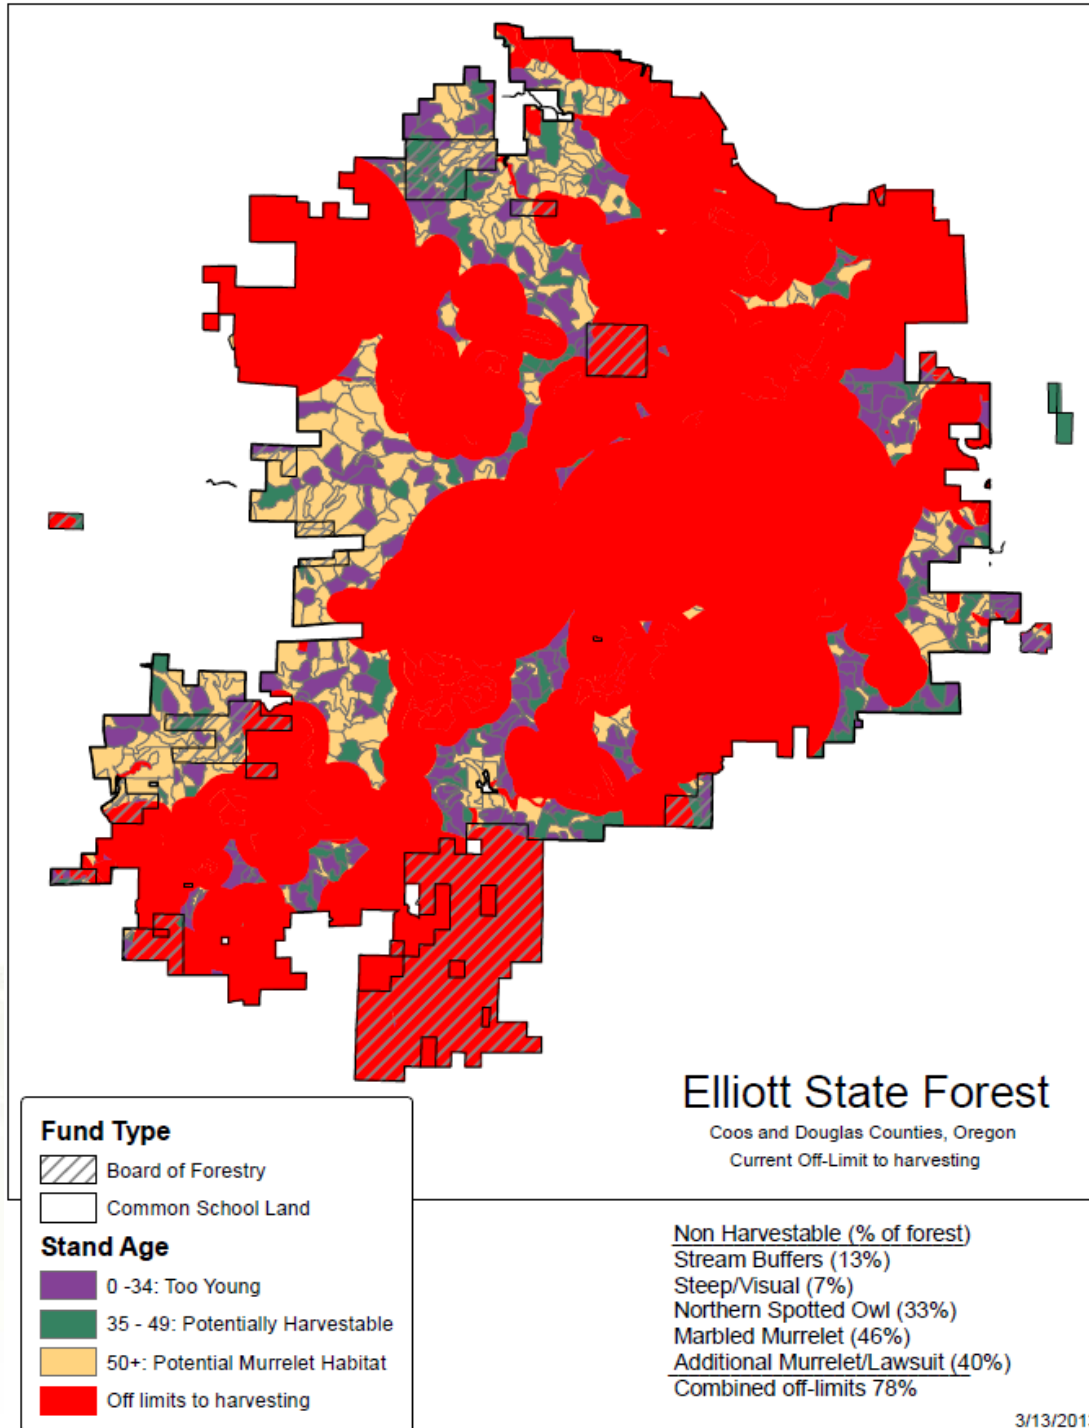 Elliott State Forest
Coos and Douglas Counties, Oregon
Current Off-Limit to harvesting
Fund Type
Board of Forestry
Common School Land
Stand Age
0 -34: Too Young
35 - 49: Potentially Harvestable
50+: Potential Murrelet Habitat
Off limits to harvesting
Non Harvestable (% of forest)
Stream Buffers (13%)
Steep/Visual (7%)
Northern Spotted Owl (33%)
Marbled Murrelet (46%)
Additional Murrelet/Lawsuit (40%)
Combined off-limits 78%
3/13/201